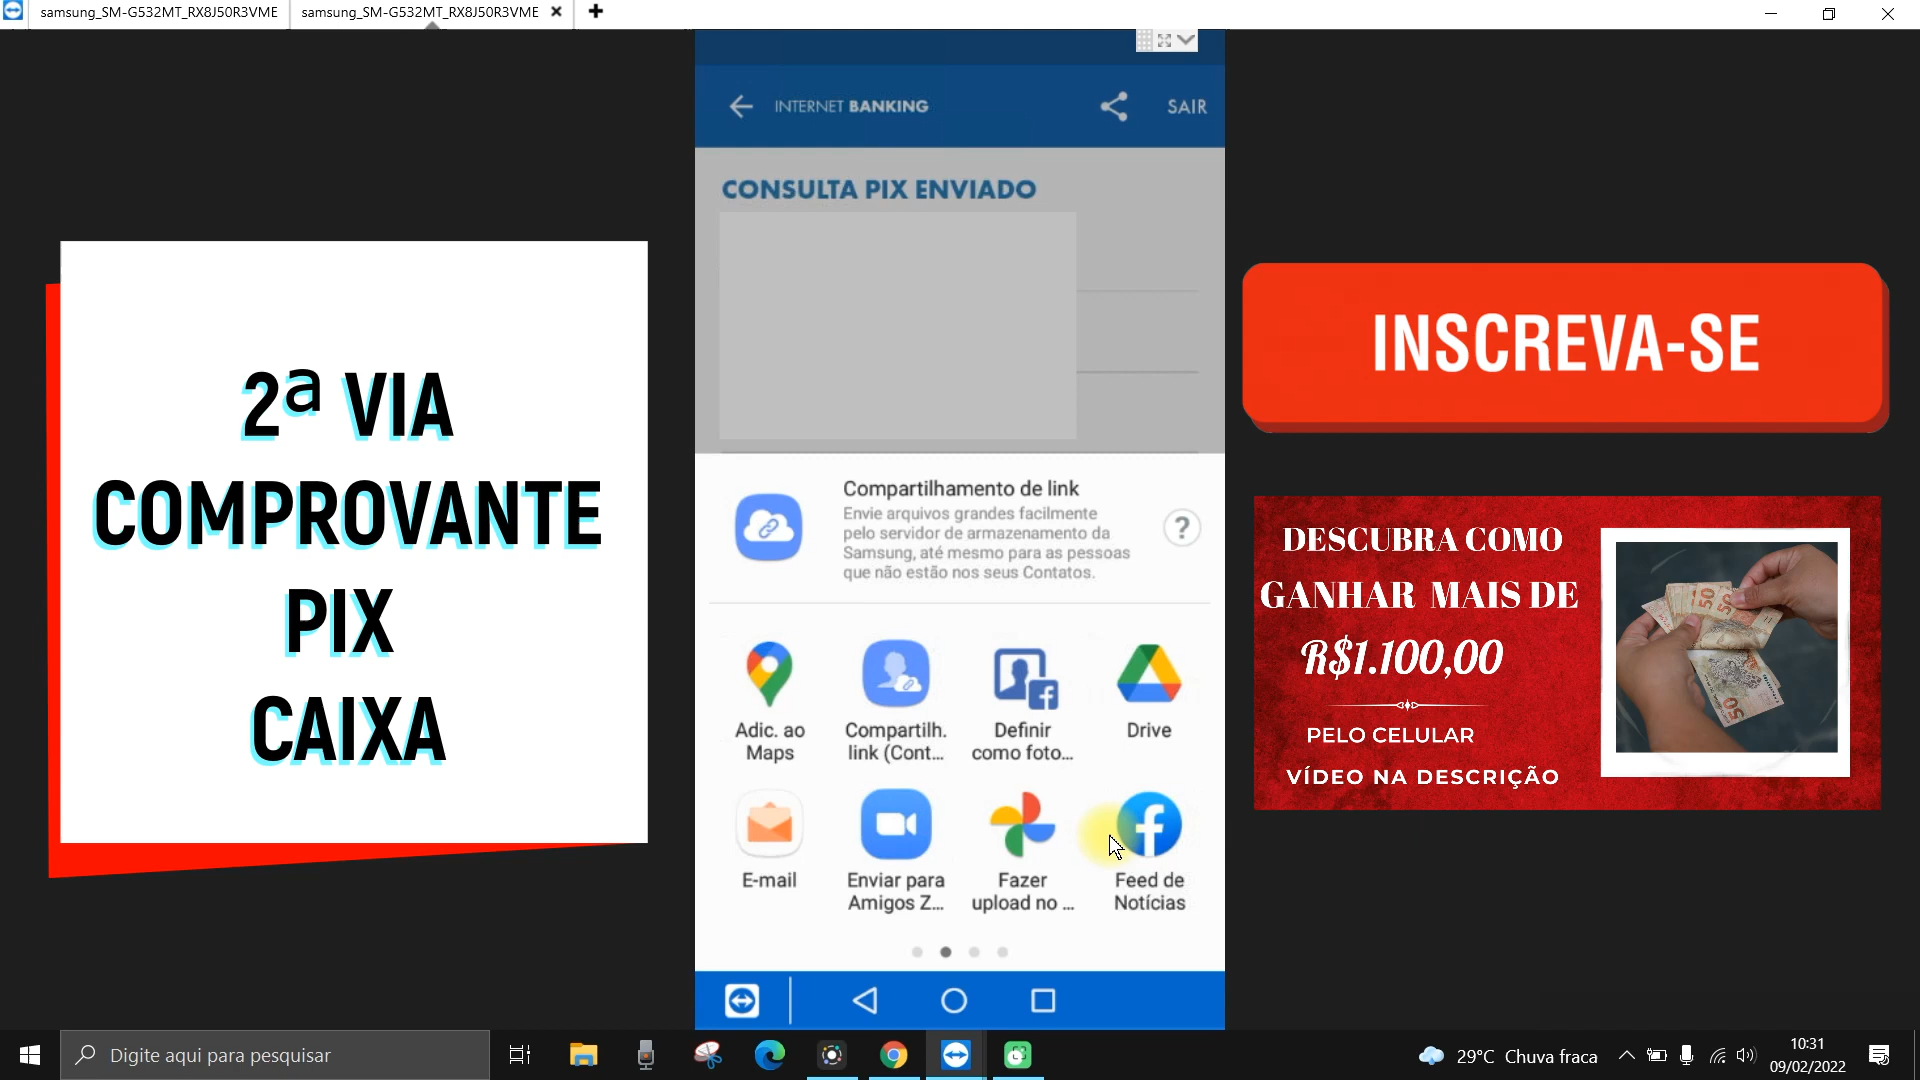 samsung_SM-G532MT_RX8J50R3VME
samsung_SM-G532MT_RX8J50R3VME
INTERNET BANKING
SAIR
CONSULTA PIX ENVIADO
Compartilhamento de link
Envie arquivos grandes facilmente
pelo servidor de armazenamento da
Samsung, até mesmo para as pessoas
que não estão nos seus Contatos.
?
Adic. ao
Maps
Compartilh.
link (Cont...
Definir
como foto...
Drive
E-mail
Enviar para
Amigos Z...
Fazer
upload no ...
Feed de
Notícias
2ª VIA
COMPROVANTE
PIX
CAIXA
INSCREVA-SE
DESCUBRA COMO
GANHAR MAIS DE
R$1.100,00
PELO CELULAR
VÍDEO NA DESCRIÇÃO
50
50
50
Digite aqui para pesquisar
29°C Chuva fraca
10:31
09/02/2022